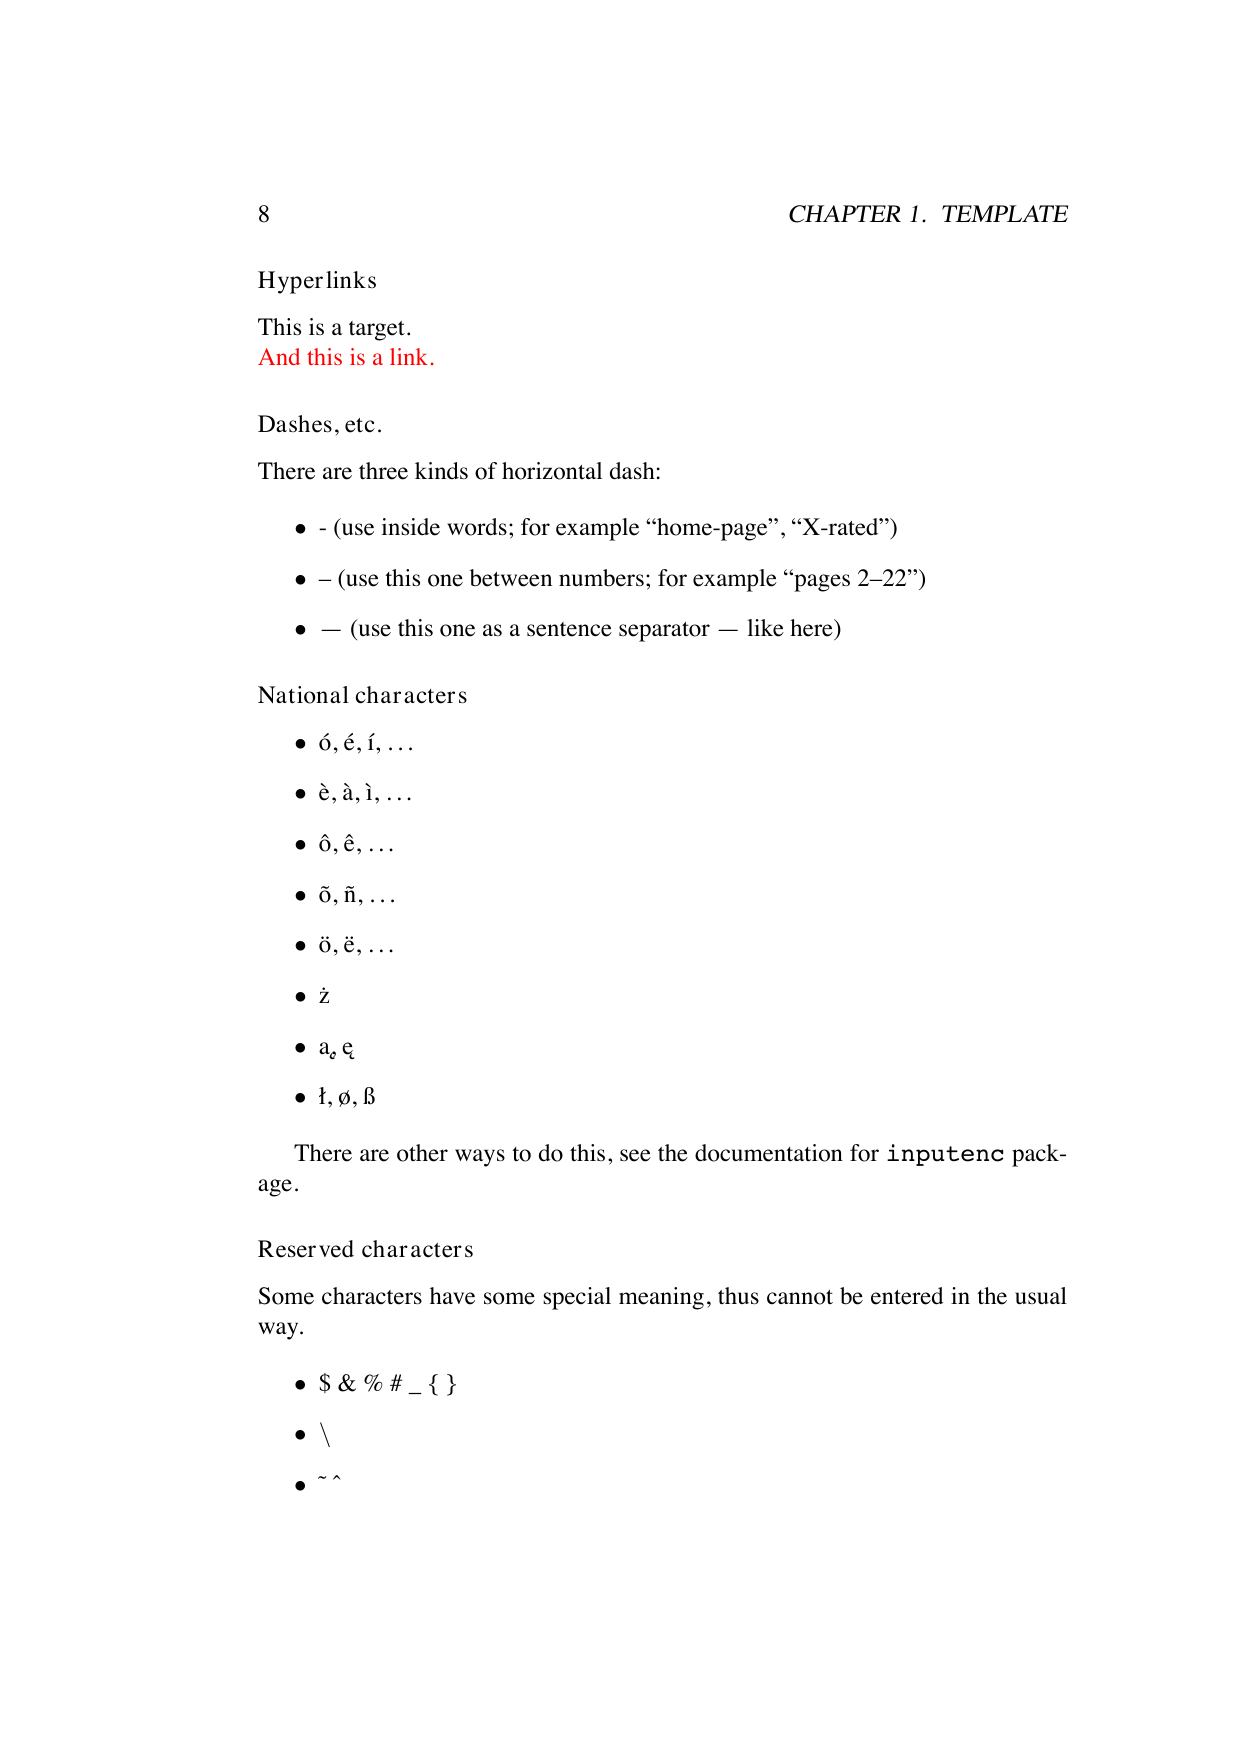 8 CHAPTER 1. TEMPLATE
Hyperlinks
This is a target.
And this is a link.
Dashes, etc.
There are three kinds of horizontal dash:
• - (use inside words; for example “home-page”, “X-rated”)
• – (use this one between numbers; for example “pages 2–22”)
• — (use this one as a sentence separator — like here)
National characters
• ó, é, í, . . .
• è, à, ì, . . .
• ô, ê, . . .
• õ, ñ, . . .
• ö, ë, . . .
• ż
• ą, ę
• ł, ø, ß
There are other ways to do this, see the documentation for inputenc pack-
age.
Reserved characters
Some characters have some special meaning, thus cannot be entered in the usual
way.
• $ & % # _ { }
• \
• ˜ ˆ